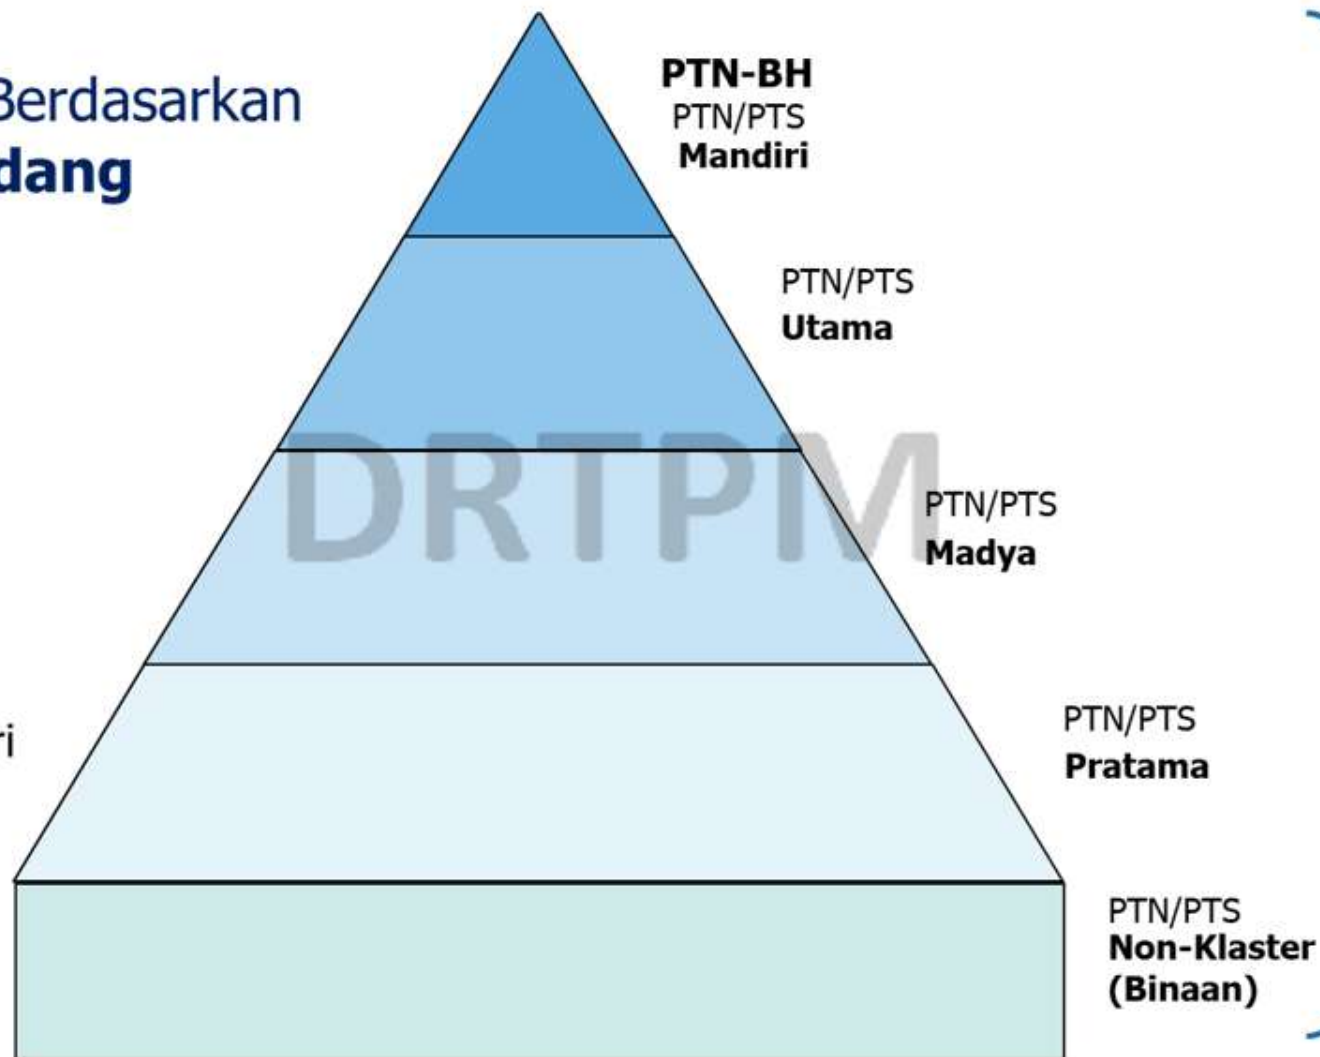 Berdasarkan
dang
PTN-BH
PTN/PTS
Mandiri
PTN/PTS
Utama
DRTPM
PTN/PTS
Madya
ri
PTN/PTS
Pratama
PTN/PTS
Non-Klaster
(Binaan)